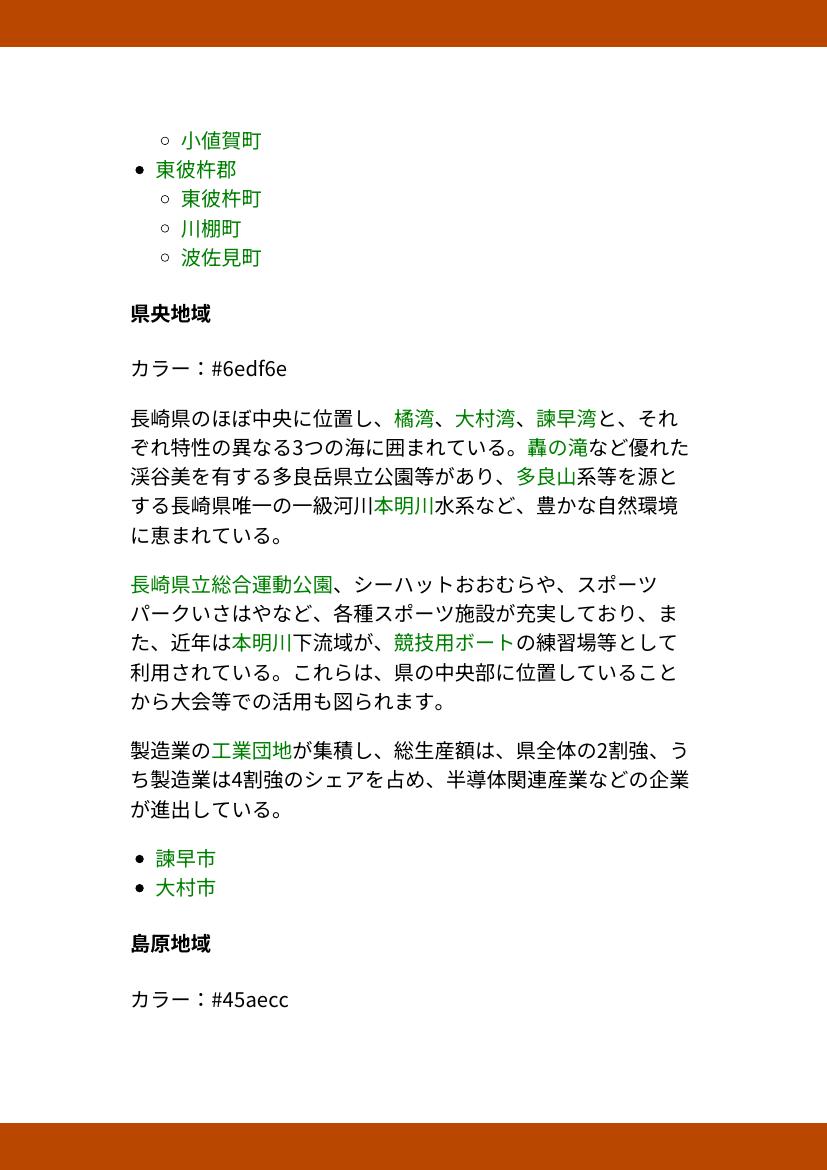 小値賀町
東彼杵郡
東彼杵町
川棚町
波佐見町
県央地域
カラー：#6edf6e
長崎県のほぼ中央に位置し、橘湾、大村湾、諫早湾と、それ
ぞれ特性の異なる3つの海に囲まれている。轟の滝など優れた
渓谷美を有する多良岳県立公園等があり、多良山系等を源と
する長崎県唯一の一級河川本明川水系など、豊かな自然環境
に恵まれている。
長崎県立総合運動公園、シーハットおおむらや、スポーツ
パークいさはやなど、各種スポーツ施設が充実しており、ま
た、近年は本明川下流域が、競技用ボートの練習場等として
利用されている。これらは、県の中央部に位置していること
から大会等での活用も図られます。
製造業の工業団地が集積し、総生産額は、県全体の2割強、う
ち製造業は4割強のシェアを占め、半導体関連産業などの企業
が進出している。
諫早市
大村市
島原地域
カラー：#45aecc